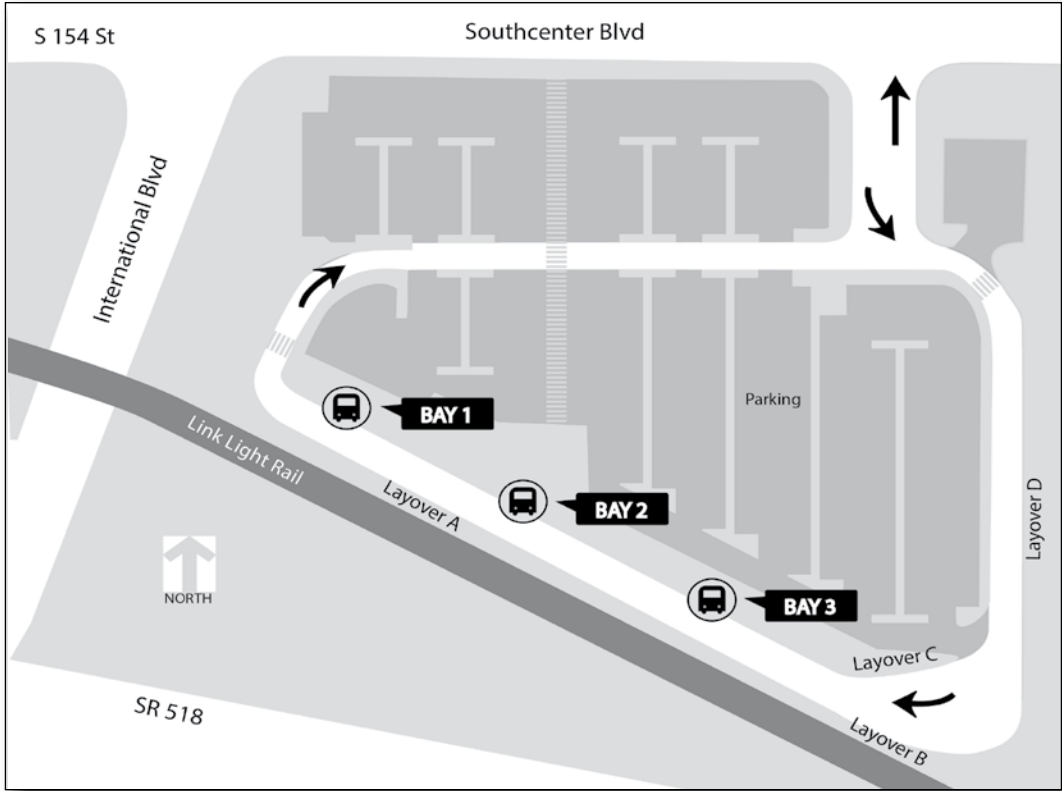 S 154 St
Southcenter Blvd
International Blvd
Link Light Rail
BAY 1
Parking
Layover A
BAY 2
Layover D
NORTH
BAY 3
Layover C
SR 518
Layover B